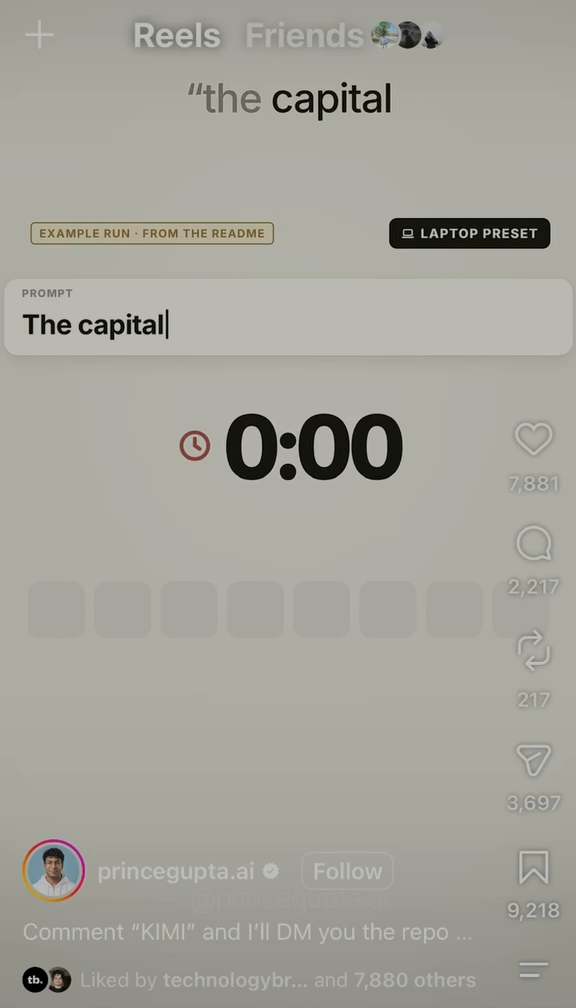 Reels Friends
“the capital
EXAMPLE RUN · FROM THE README
LAPTOP PRESET
PROMPT
The capital
0:00
7,881
2,217
217
3,697
9,218
princegupta.ai
Follow
@princegupta.ai
Comment “KIMI” and I’ll DM you the repo ...
tb.
Liked by technologybr... and 7,880 others